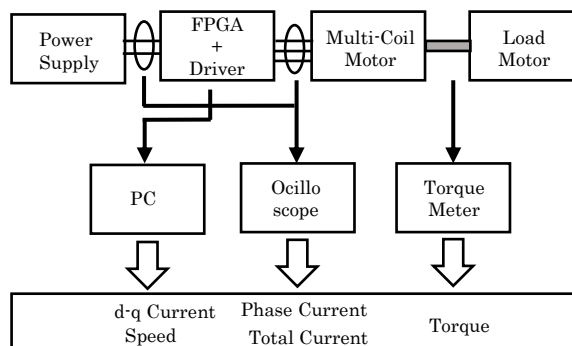 Power
Supply
FPGA
+
Driver
Multi-Coil
Motor
Load
Motor
PC
Ocillo
scope
Torque
Meter
d-q Current
Speed
Phase Current
Total Current
Torque